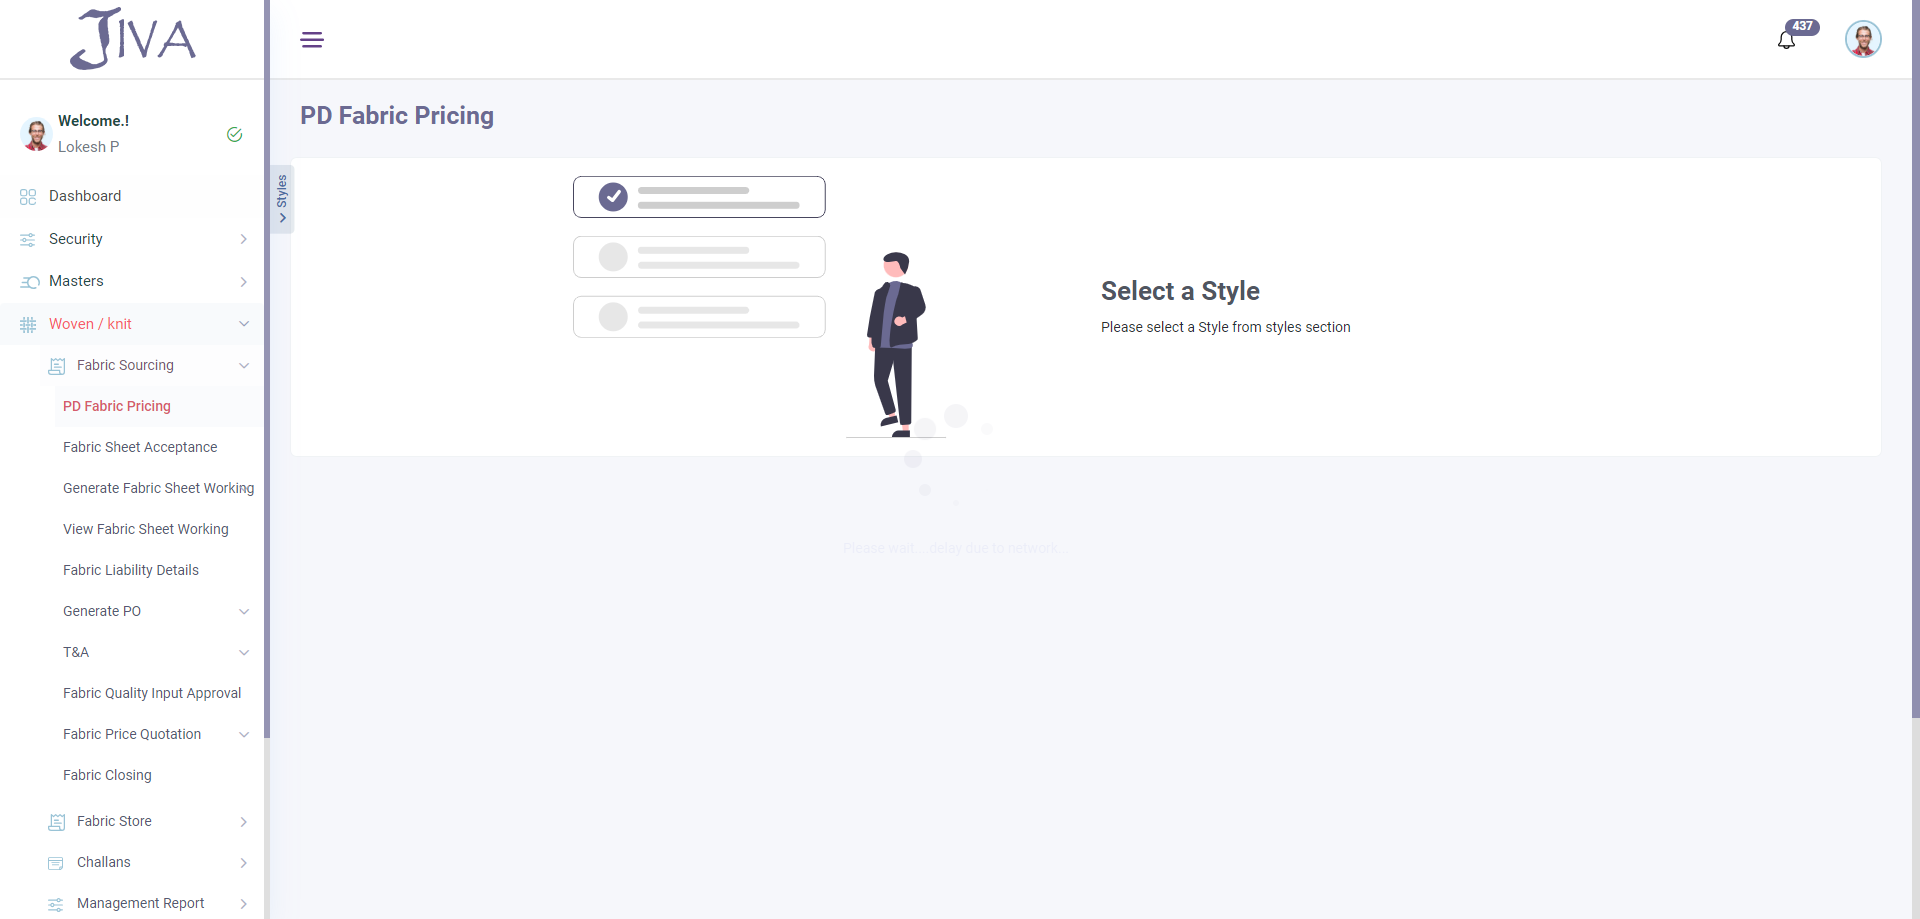 JIVA
437
Welcome.!
Lokesh P
Dashboard
Security
Masters
Woven / knit
Fabric Sourcing
PD Fabric Pricing
Fabric Sheet Acceptance
Generate Fabric Sheet Working
View Fabric Sheet Working
Fabric Liability Details
Generate PO
T&A
Fabric Quality Input Approval
Fabric Price Quotation
Fabric Closing
Fabric Store
Challans
Management Report
Styles
PD Fabric Pricing
Select a Style
Please select a Style from styles section
Please wait... delay due to network..